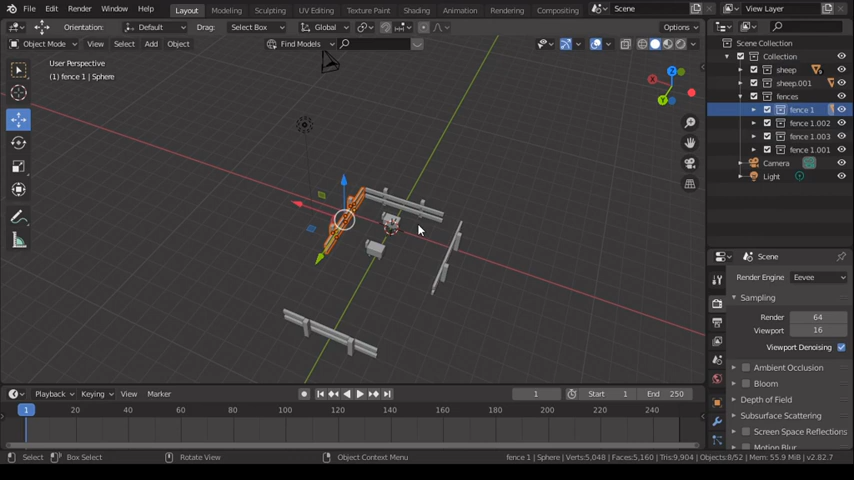 File Edit Render Window Help Layout Modeling Sculpting UV Editing Texture Paint Shading Animation Rendering Compositing Scene View Layer
Orientation: Default Drag: Select Box Global Options
Object Mode View Select Add Object Find Models
User Perspective
(1) fence 1 | Sphere
X
Y
Z
Scene Collection
Collection
sheep
sheep.001
fences
fence 1
fence 1.002
fence 1.003
fence 1.001
Camera
Light
Scene
Render Engine Eevee
Sampling
Render 64
Viewport 16
Viewport Denoising
Ambient Occlusion
Bloom
Depth of Field
Subsurface Scattering
Screen Space Reflections
Motion Blur
Playback Keying View Marker 1 Start 1 End 250
1 20 40 60 80 100 120 140 160 180 200 220 240
Select Box Select Rotate View Object Context Menu fence 1 | Sphere | Verts:5,048 | Faces:5,160 | Tris:9,904 | Objects:8/52 | Mem: 55.9 MiB | v2.82.7